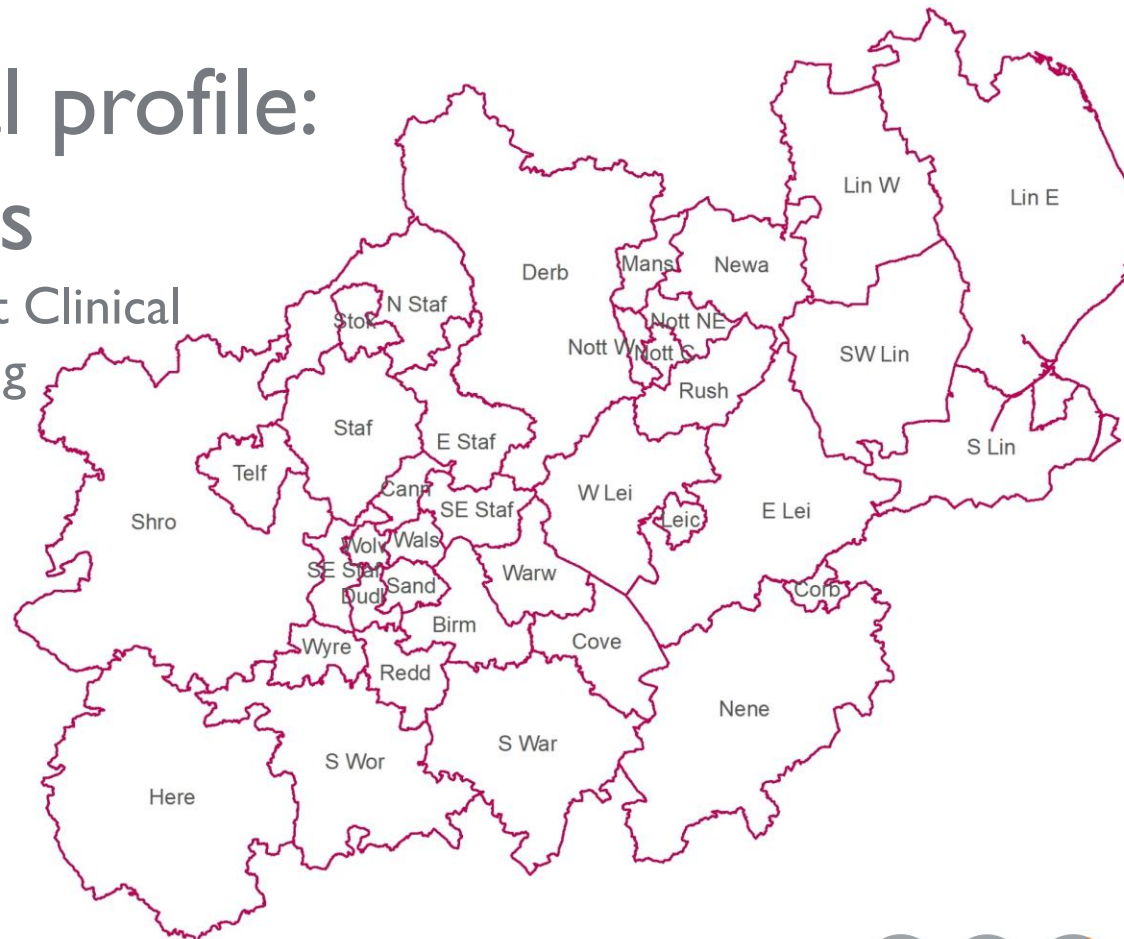 l profile:
s
t Clinical
g
Lin W
Lin E
Derb
Mans
Newa
N Staf
Stok
Nott NE
Nott W
Nott C
SW Lin
Rush
Staf
E Staf
S Lin
Telf
Cann
W Lei
SE Staf
E Lei
Leic
Shro
Wolv
Wals
SE Staf
Warw
Sand
Dudl
Corb
Birm
Cove
Wyre
Redd
Nene
S War
S Wor
Here